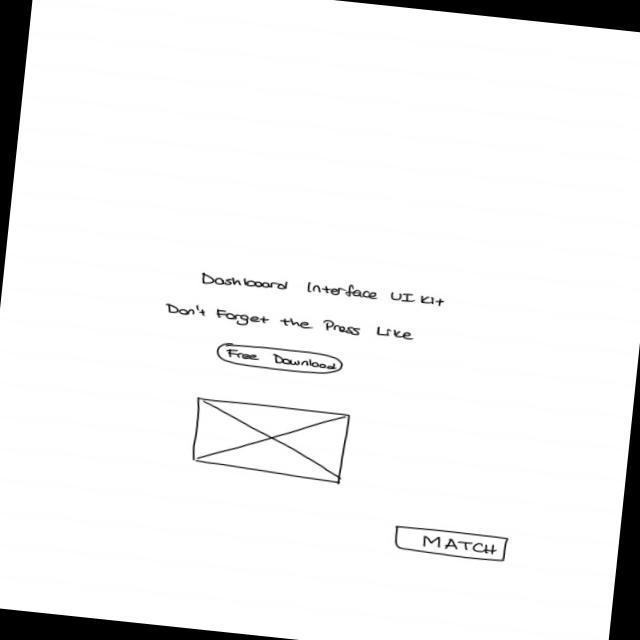 Dashboard Interface UI Kit
Don't Forget the Press Like
Free Download
MATCH